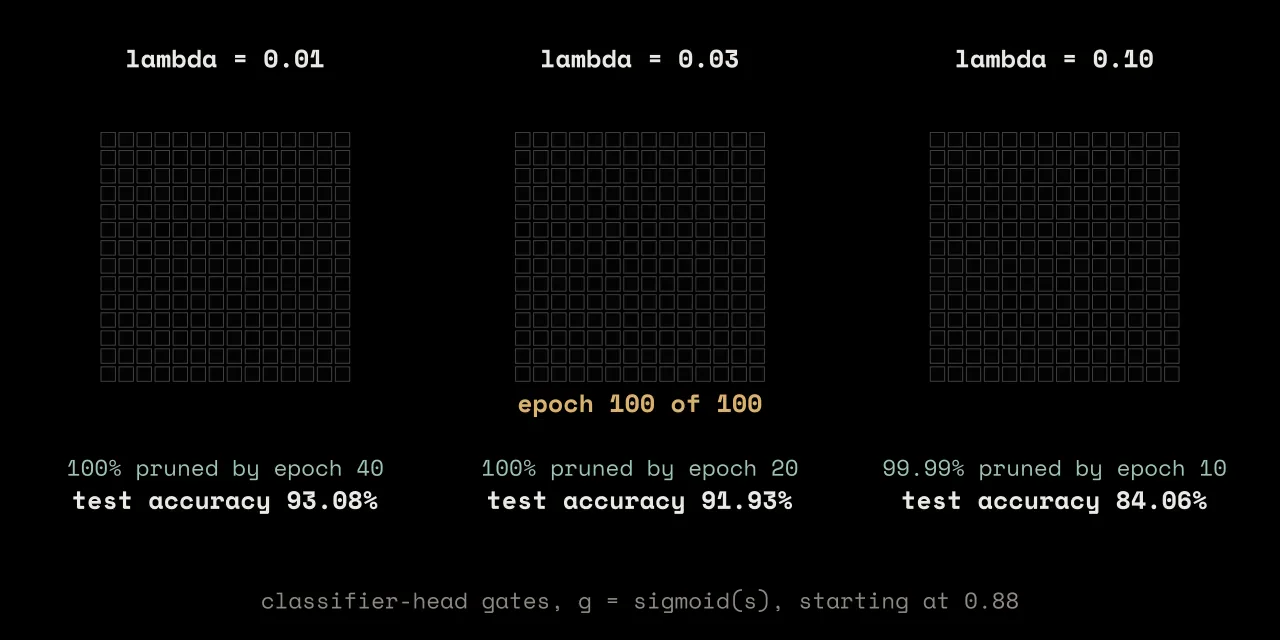 lambda = 0.01
lambda = 0.03
lambda = 0.10
epoch 100 of 100
100% pruned by epoch 40
test accuracy 93.08%
100% pruned by epoch 20
test accuracy 91.93%
99.99% pruned by epoch 10
test accuracy 84.06%
classifier-head gates, g = sigmoid(s), starting at 0.88